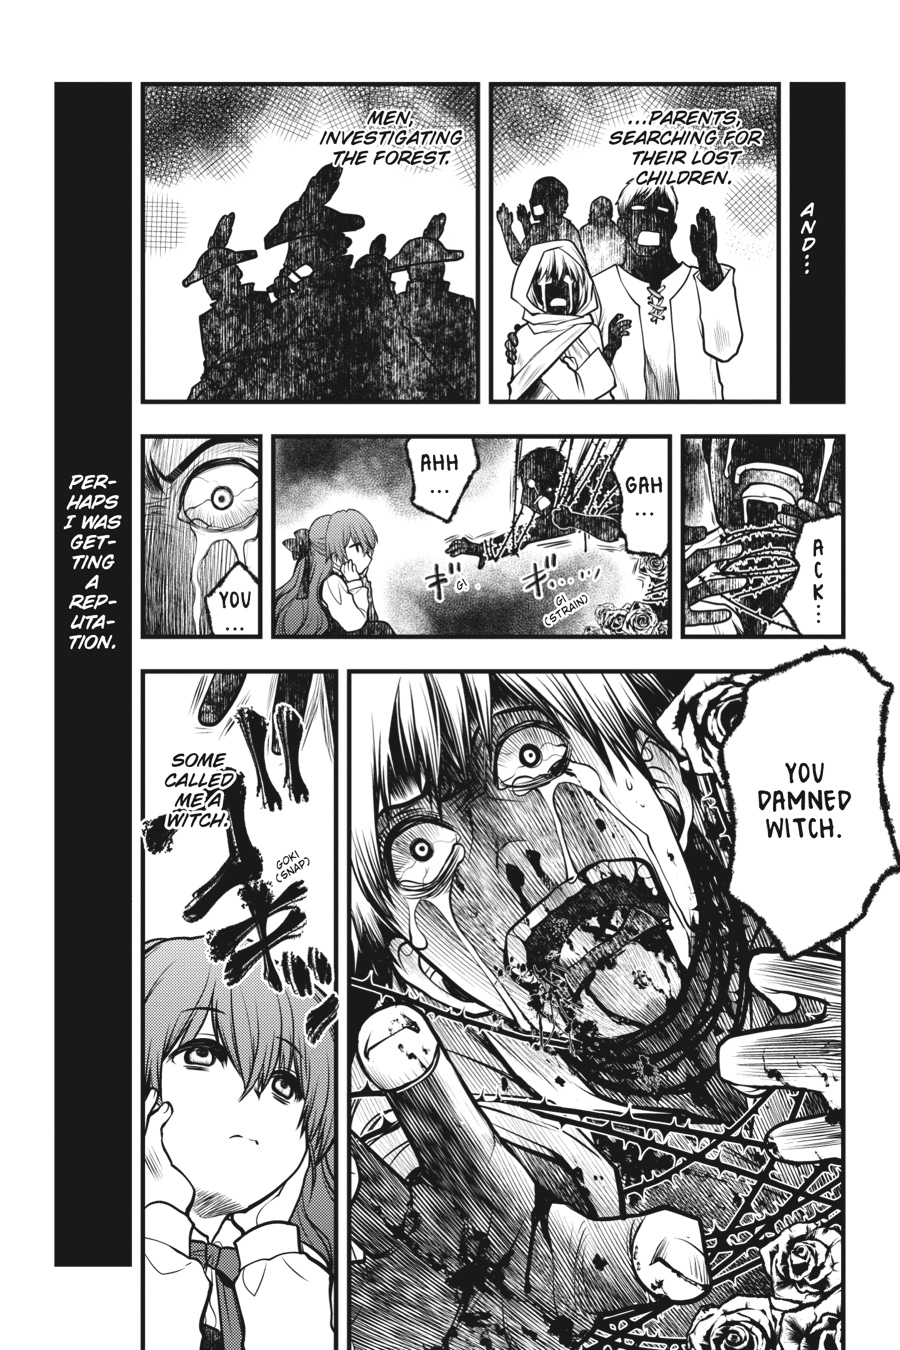 AND...
...PARENTS,
SEARCHING FOR
THEIR LOST
CHILDREN.
MEN,
INVESTIGATING
THE FOREST.
PER-
HAPS
I WAS
GET-
TING
A
REP-
UTA-
TION.
ACK...
GAH
...
AHH
...
ギ..
GI
ギ...
GI
(STRAIN)
YOU
...
YOU
DAMNED
WITCH.
SOME
CALLED
ME A
WITCH.
GOKI
(SNAP)